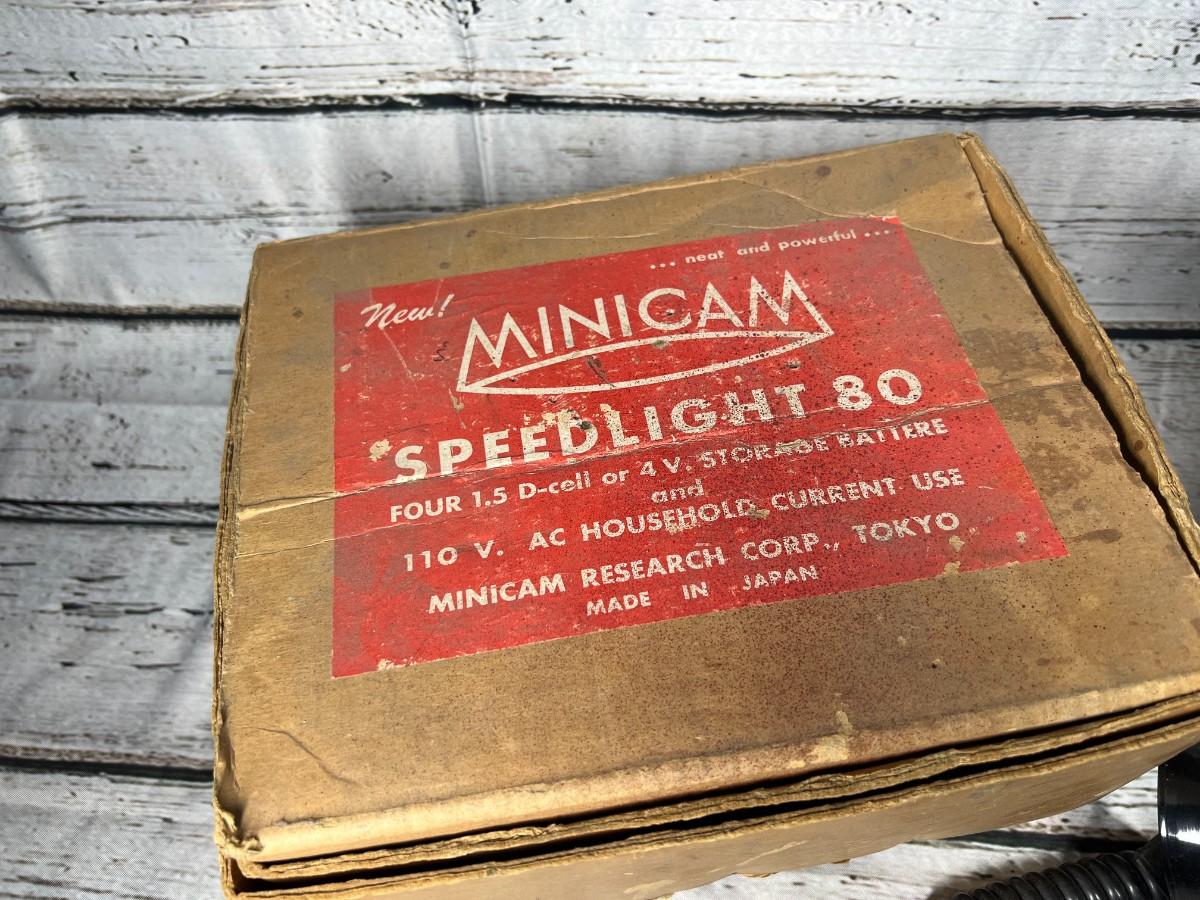 ... neat and powerful ...
New!
MINICAM
SPEEDLIGHT 80
FOUR 1.5 D-cell or 4 V. STORAGE BATTERE
and
110 V. AC HOUSEHOLD CURRENT USE
MINICAM RESEARCH CORP., TOKYO
MADE IN JAPAN